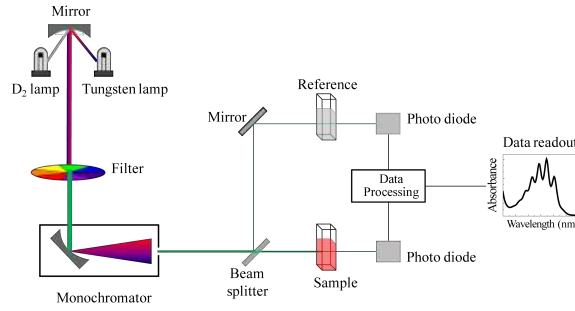 Mirror
D2 lamp
Tungsten lamp
Reference
Mirror
Photo diode
Data readout
Filter
Data
Processing
Absorbance
Wavelength (nm
Beam
splitter
Sample
Photo diode
Monochromator